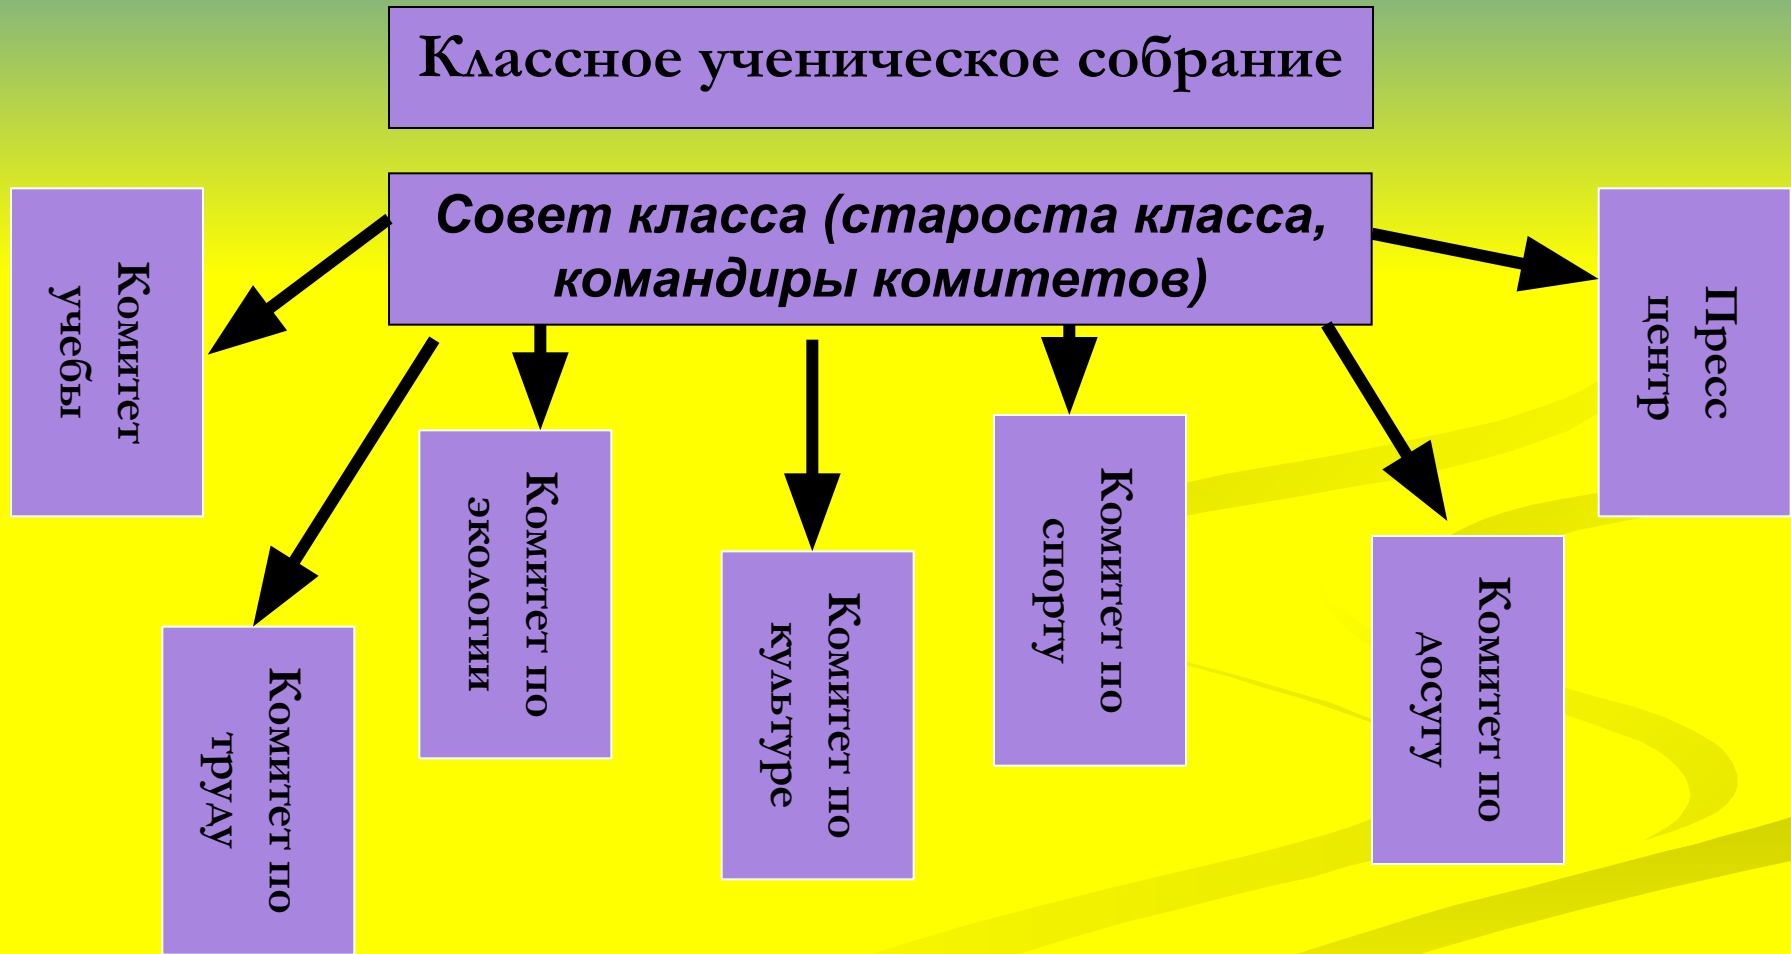 Классное ученическое собрание
Совет класса (староста класса,
командиры комитетов)
Комитет
учебы
Комитет по
труду
Комитет по
экологии
Комитет по
культуре
Комитет по
спорту
Комитет по
досугу
Пресс
центр